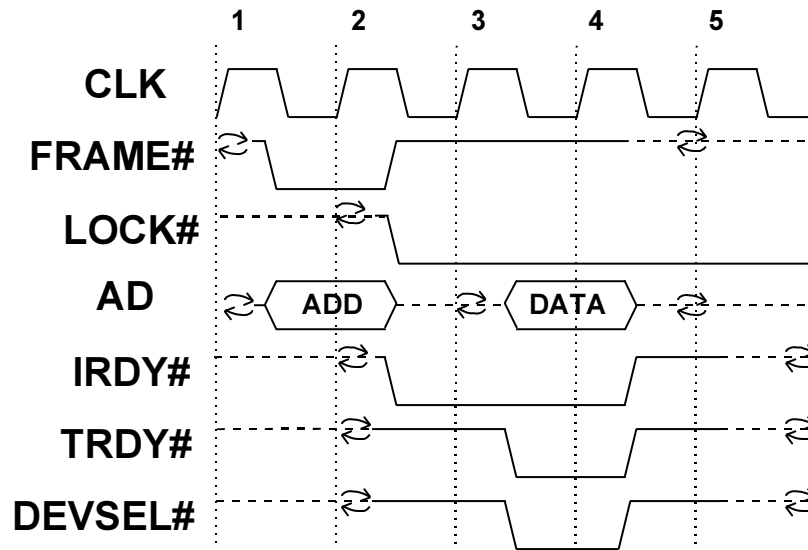 1 2 3 4 5
CLK
FRAME#
LOCK#
AD ADD DATA
IRDY#
TRDY#
DEVSEL#